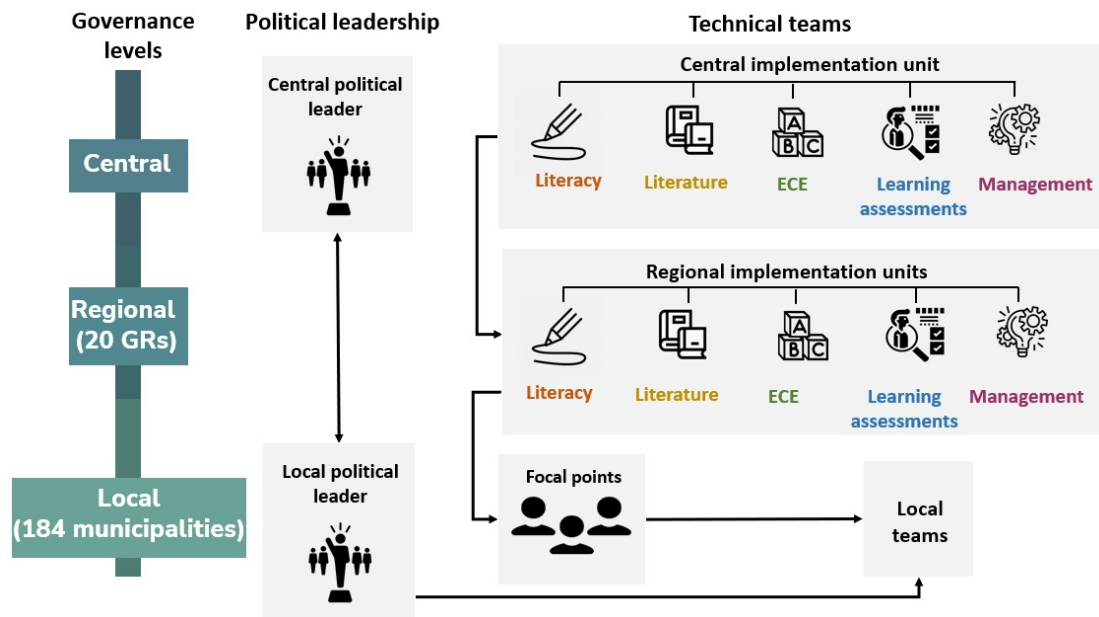 Governance
levels
Political leadership
Technical teams
Central
Regional
(20 GRs)
Local
(184 municipalities)
Central political
leader
Local political
leader
Central implementation unit
A
B C
Literacy
Literature
ECE
Learning
assessments
Management
Regional implementation units
A
B C
Literacy
Literature
ECE
Learning
assessments
Management
Focal points
Local
teams